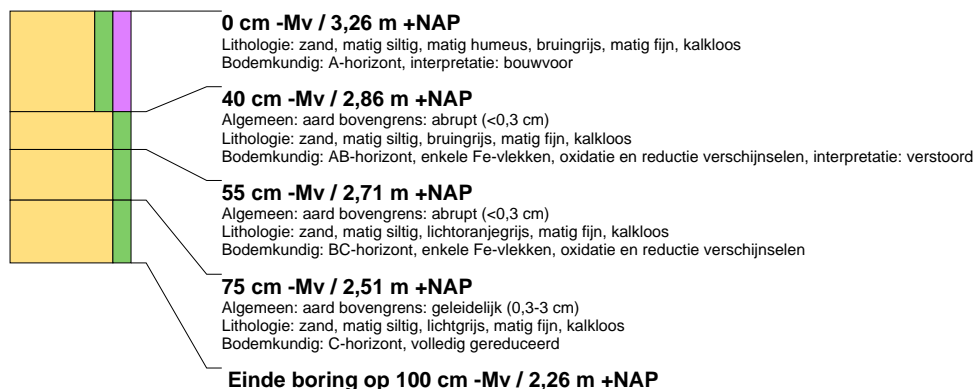 0 cm -Mv / 3,26 m +NAP
Lithologie: zand, matig siltig, matig humeus, bruingrijs, matig fijn, kalkloos
Bodemkundig: A-horizont, interpretatie: bouwvoor
40 cm -Mv / 2,86 m +NAP
Algemeen: aard bovengrens: abrupt (<0,3 cm)
Lithologie: zand, matig siltig, bruingrijs, matig fijn, kalkloos
Bodemkundig: AB-horizont, enkele Fe-vlekken, oxidatie en reductie verschijnselen, interpretatie: verstoord
55 cm -Mv / 2,71 m +NAP
Algemeen: aard bovengrens: abrupt (<0,3 cm)
Lithologie: zand, matig siltig, lichtoranjegrijs, matig fijn, kalkloos
Bodemkundig: BC-horizont, enkele Fe-vlekken, oxidatie en reductie verschijnselen
75 cm -Mv / 2,51 m +NAP
Algemeen: aard bovengrens: geleidelijk (0,3-3 cm)
Lithologie: zand, matig siltig, lichtgrijs, matig fijn, kalkloos
Bodemkundig: C-horizont, volledig gereduceerd
Einde boring op 100 cm -Mv / 2,26 m +NAP